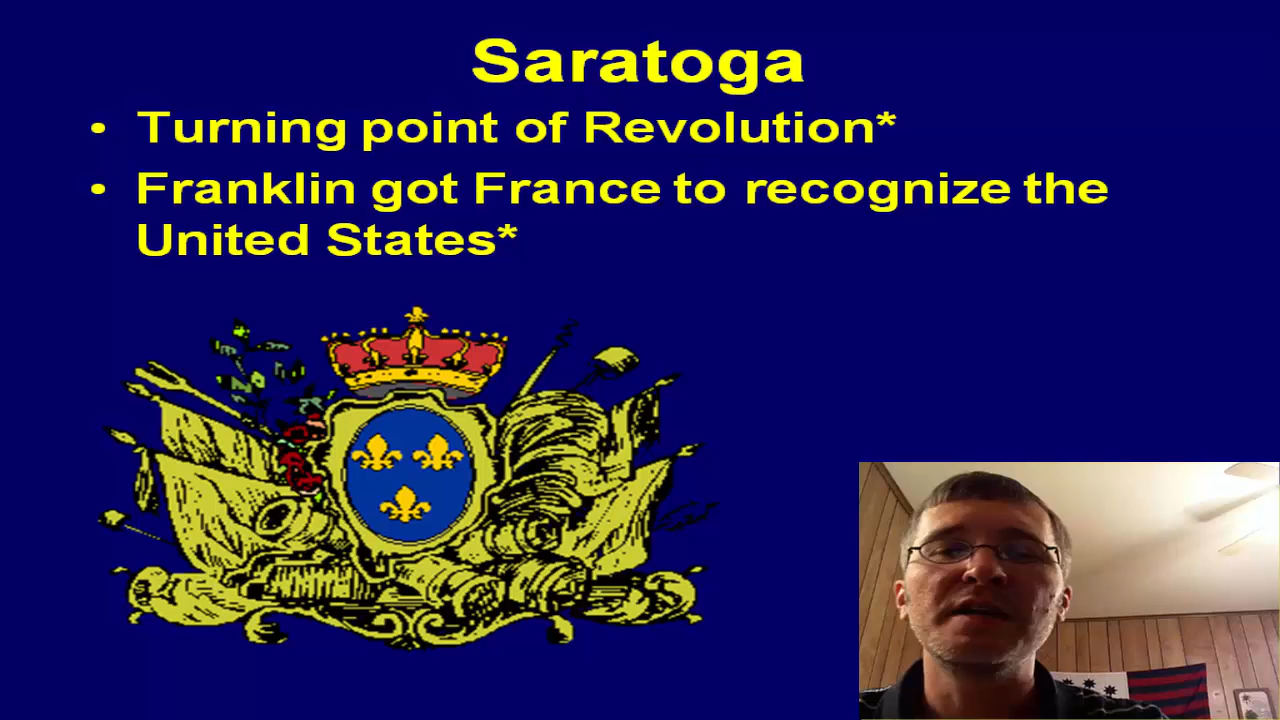 Saratoga
• Turning point of Revolution*
• Franklin got France to recognize the
United States*